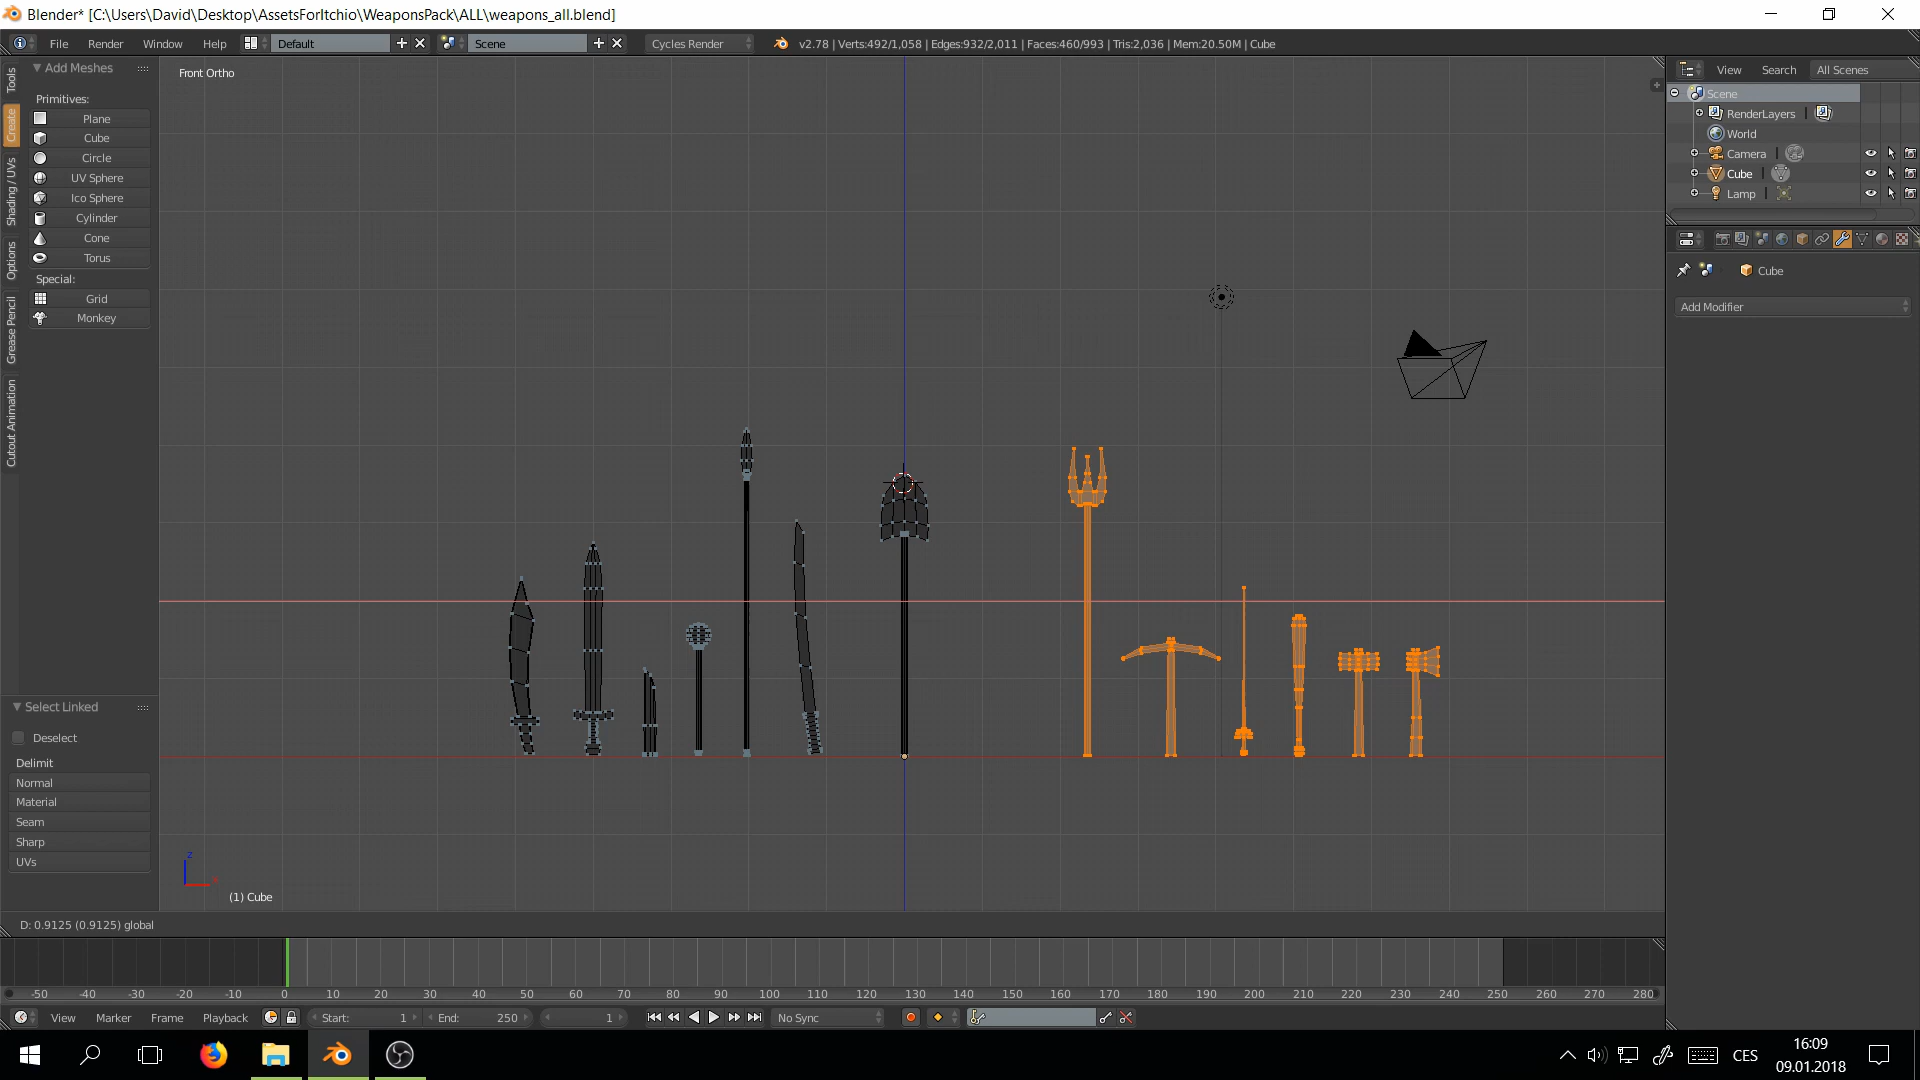 Blender* [C:\Users\David\Desktop\AssetsForItchio\WeaponsPack\ALL\weapons_all.blend]
File Render Window Help Default Scene Cycles Render v2.78 | Verts:492/1,058 | Edges:932/2,011 | Faces:460/993 | Tris:2,036 | Mem:20.50M | Cube
Tools
Create
Shading / UVs
Options
Grease Pencil
Cutout Animation
Add Meshes
Primitives:
Plane
Cube
Circle
UV Sphere
Ico Sphere
Cylinder
Cone
Torus
Special:
Grid
Monkey
Select Linked
Deselect
Delimit
Normal
Material
Seam
Sharp
UVs
Front Ortho
z
(1) Cube
D: 0.9125 (0.9125) global
View Search All Scenes
Scene
RenderLayers
World
Camera
Cube
Lamp
Cube
Add Modifier
-50 -40 -30 -20 -10 0 10 20 30 40 50 60 70 80 90 100 110 120 130 140 150 160 170 180 190 200 210 220 230 240 250 260 270 280
View Marker Frame Playback Start: 1 End: 250 1 No Sync
CES
16:09
09.01.2018